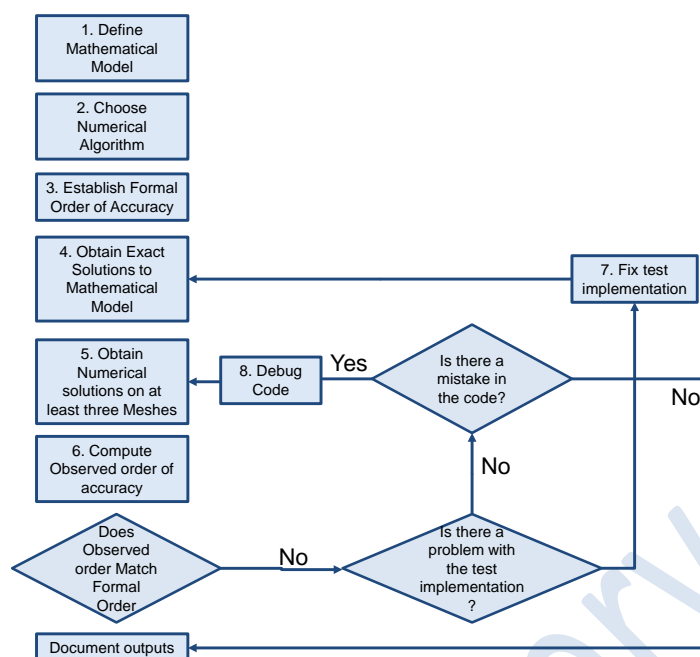 1. Define
Mathematical
Model
2. Choose
Numerical
Algorithm
3. Establish Formal
Order of Accuracy
4. Obtain Exact
Solutions to
Mathematical
Model
7. Fix test
implementation
5. Obtain
Numerical
solutions on at
least three Meshes
8. Debug
Code
Yes
Is there a
mistake in
the code?
No
6. Compute
Observed order of
accuracy
No
Does
Observed
order Match
Formal
Order
No
Is there a
problem with
the test
implementation
?
Document outputs